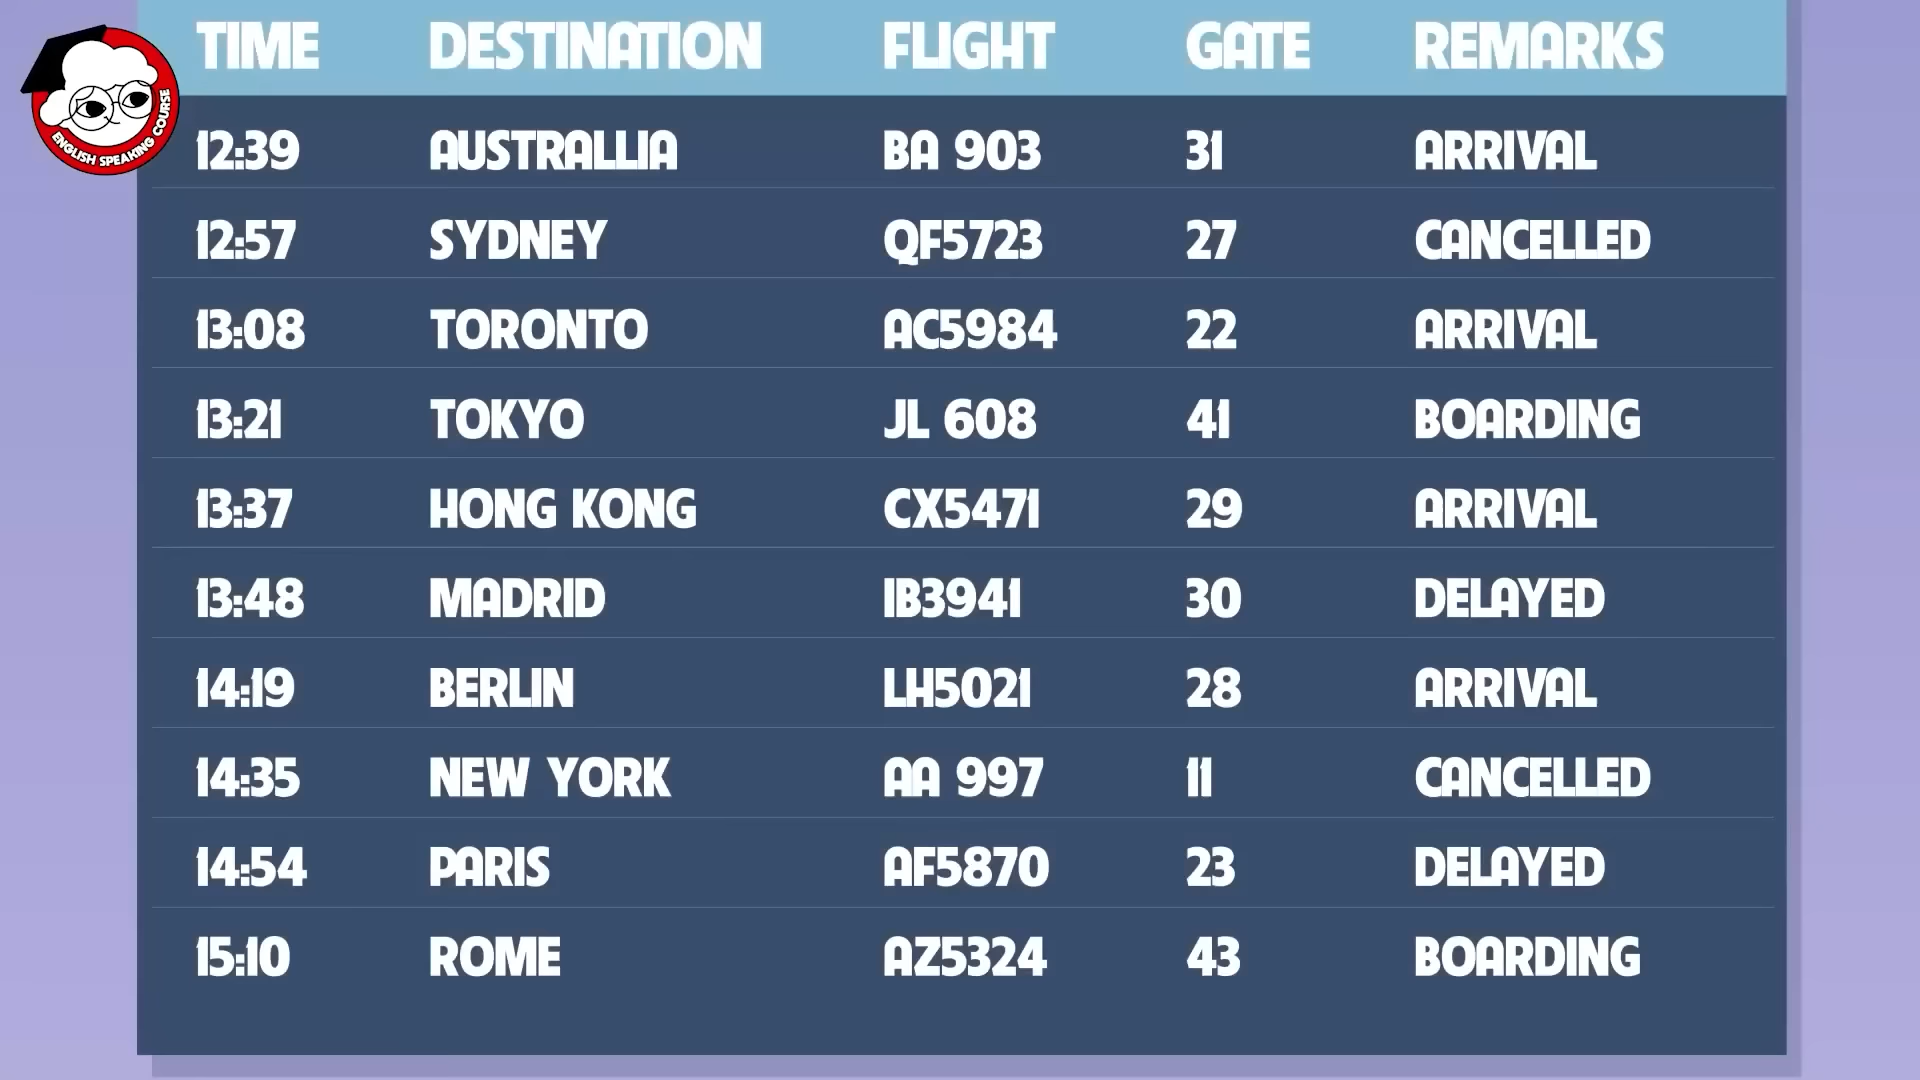 TIME DESTINATION FLIGHT GATE REMARKS
12:39 AUSTRALLIA BA 903 31 ARRIVAL
12:57 SYDNEY QF5723 27 CANCELLED
13:08 TORONTO AC5984 22 ARRIVAL
13:21 TOKYO JL 608 41 BOARDING
13:37 HONG KONG CX5471 29 ARRIVAL
13:48 MADRID IB3941 30 DELAYED
14:19 BERLIN LH5021 28 ARRIVAL
14:35 NEW YORK AA 997 11 CANCELLED
14:54 PARIS AF5870 23 DELAYED
15:10 ROME AZ5324 43 BOARDING
ENGLISH SPEAKING COURSE